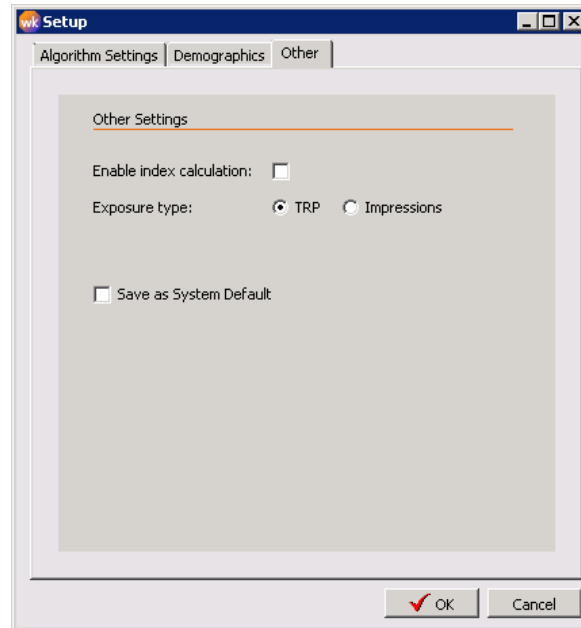 wk Setup
Algorithm Settings Demographics Other
Other Settings
Enable index calculation:
Exposure type: TRP Impressions
Save as System Default
OK Cancel